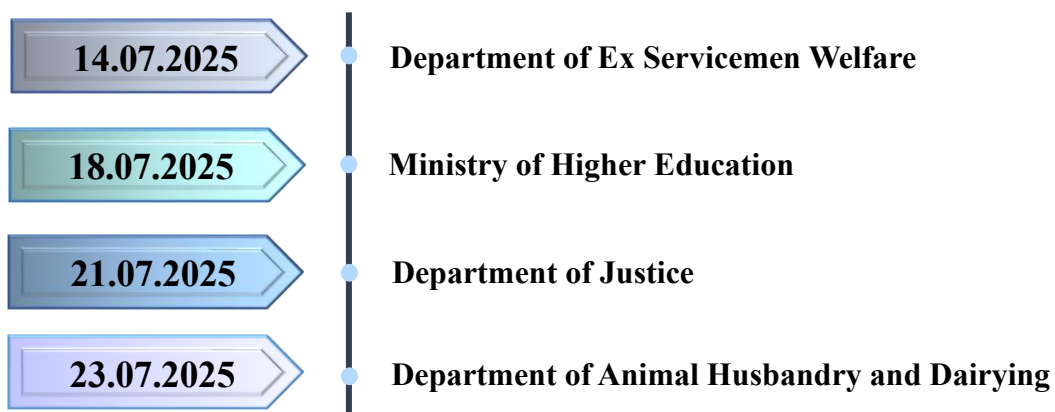 14.07.2025 Department of Ex Servicemen Welfare
18.07.2025 Ministry of Higher Education
21.07.2025 Department of Justice
23.07.2025 Department of Animal Husbandry and Dairying